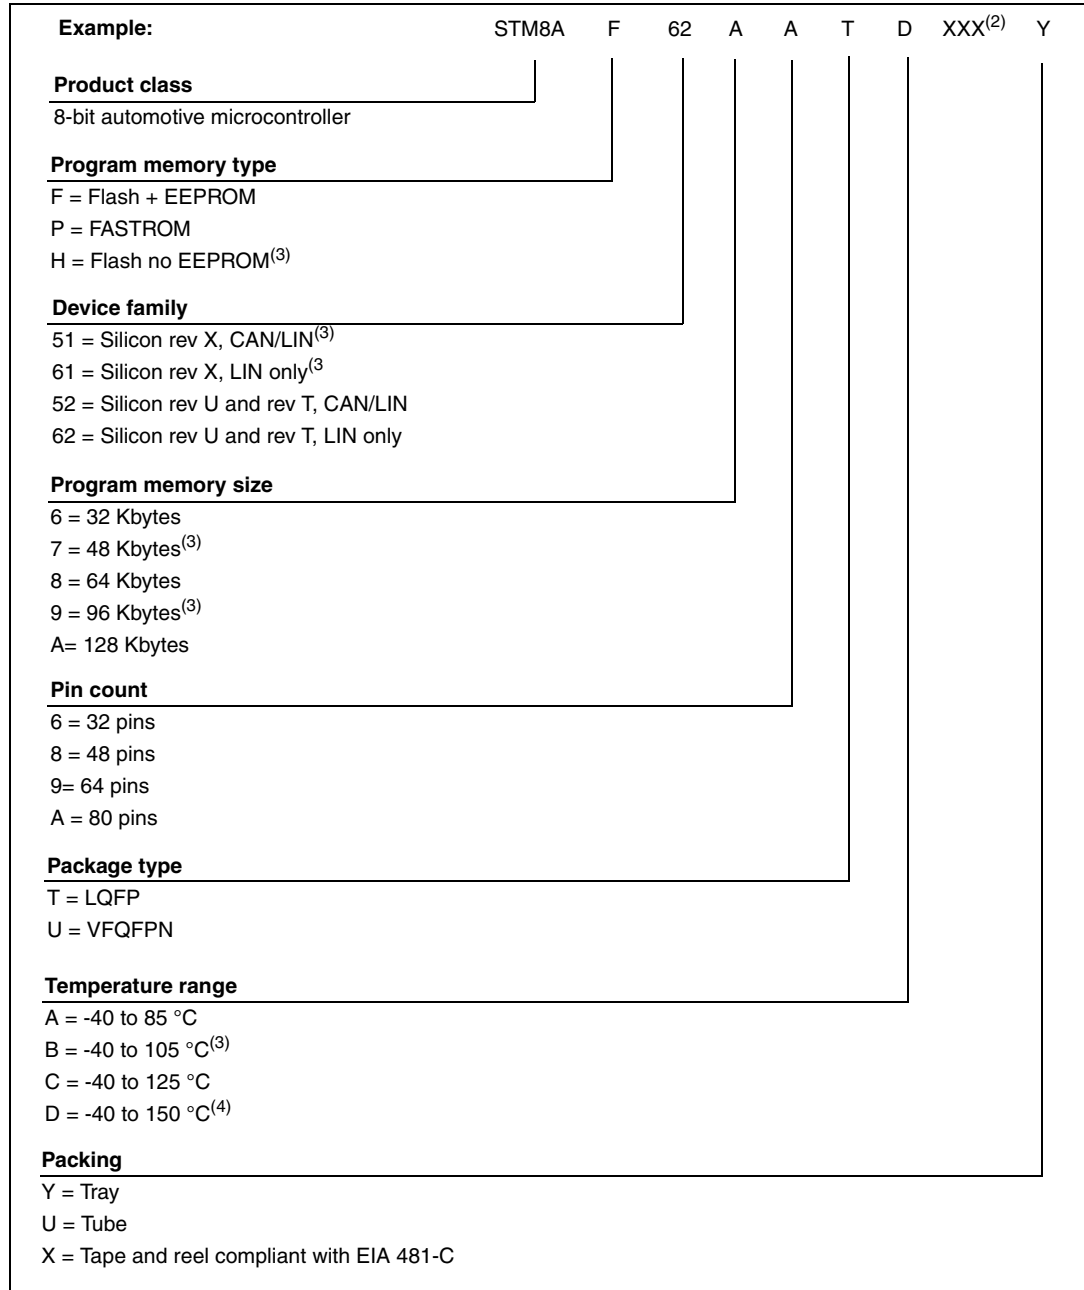 Example: STM8A F 62 A A T D XXX(2) Y
Product class
8-bit automotive microcontroller
Program memory type
F = Flash + EEPROM
P = FASTROM
H = Flash no EEPROM(3)
Device family
51 = Silicon rev X, CAN/LIN(3)
61 = Silicon rev X, LIN only(3
52 = Silicon rev U and rev T, CAN/LIN
62 = Silicon rev U and rev T, LIN only
Program memory size
6 = 32 Kbytes
7 = 48 Kbytes(3)
8 = 64 Kbytes
9 = 96 Kbytes(3)
A= 128 Kbytes
Pin count
6 = 32 pins
8 = 48 pins
9= 64 pins
A = 80 pins
Package type
T = LQFP
U = VFQFPN
Temperature range
A = -40 to 85 °C
B = -40 to 105 °C(3)
C = -40 to 125 °C
D = -40 to 150 °C(4)
Packing
Y = Tray
U = Tube
X = Tape and reel compliant with EIA 481-C